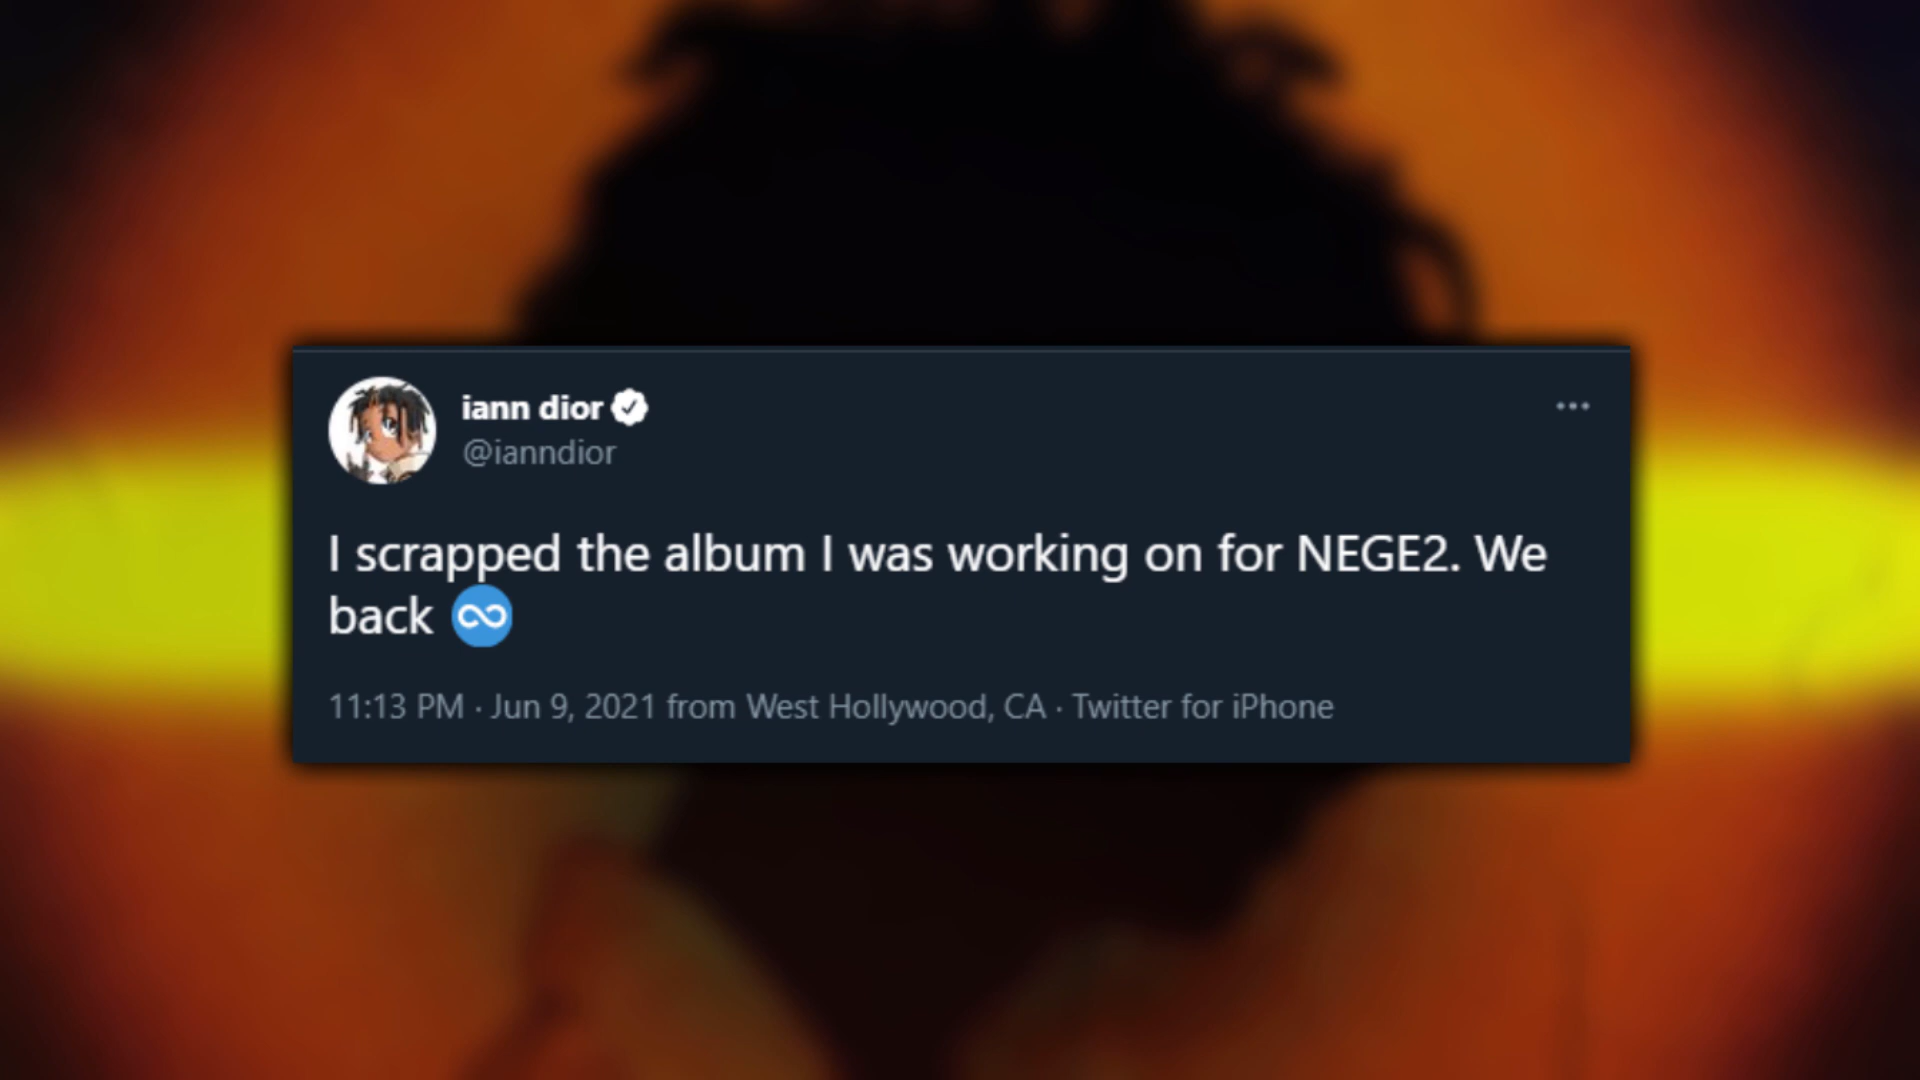 iann dior
@ianndior
I scrapped the album I was working on for NEGE2. We
back ♾️
11:13 PM · Jun 9, 2021 from West Hollywood, CA · Twitter for iPhone